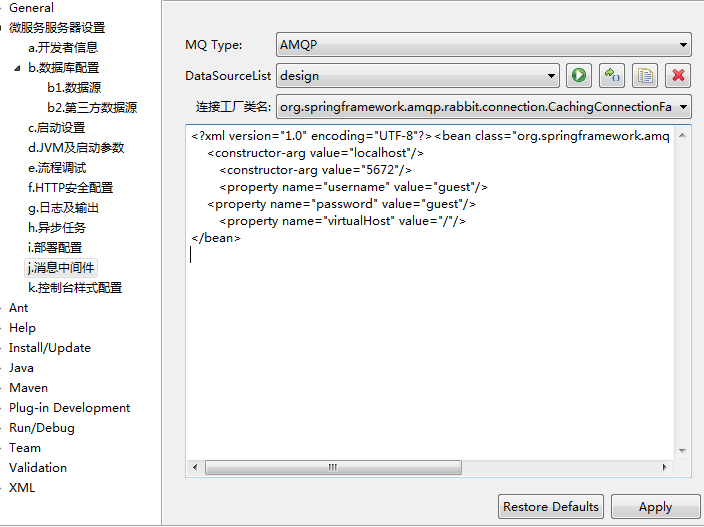 General
微服务服务器设置
a.开发者信息
b.数据库配置
b1.数据源
b2.第三方数据源
c.启动设置
d.JVM及启动参数
e.流程调试
f.HTTP安全配置
g.日志及输出
h.异步任务
i.部署配置
j.消息中间件
k.控制台样式配置
Ant
Help
Install/Update
Java
Maven
Plug-in Development
Run/Debug
Team
Validation
XML
MQ Type: AMQP
DataSourceList design
连接工厂类名: org.springframework.amqp.rabbit.connection.CachingConnectionFa
<?xml version="1.0" encoding="UTF-8"?><bean class="org.springframework.amq
<constructor-arg value="localhost"/>
<constructor-arg value="5672"/>
<property name="username" value="guest"/>
<property name="password" value="guest"/>
<property name="virtualHost" value="/"/>
</bean>
Restore Defaults Apply